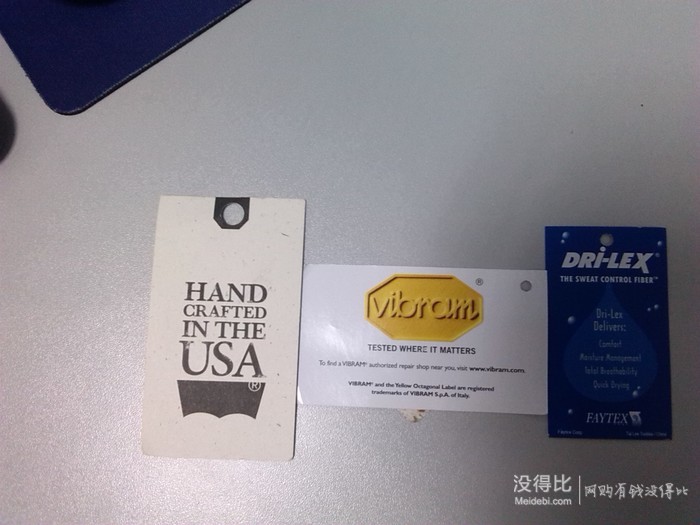 HAND
CRAFTED
IN THE
USA
®
vibram
®
TESTED WHERE IT MATTERS
To find a VIBRAM® authorized repair shop near you, visit www.vibram.com.
VIBRAM® and the Yellow Octagonal Label are registered
trademarks of VIBRAM S.p.A. of Italy.
DRI-LEX®
THE SWEAT CONTROL FIBER™
Dri-Lex
Delivers:
Comfort
Moisture Management
Total Breathability
Quick Drying
FAYTEX
没得比
Meidebi.com
网购有钱没得比